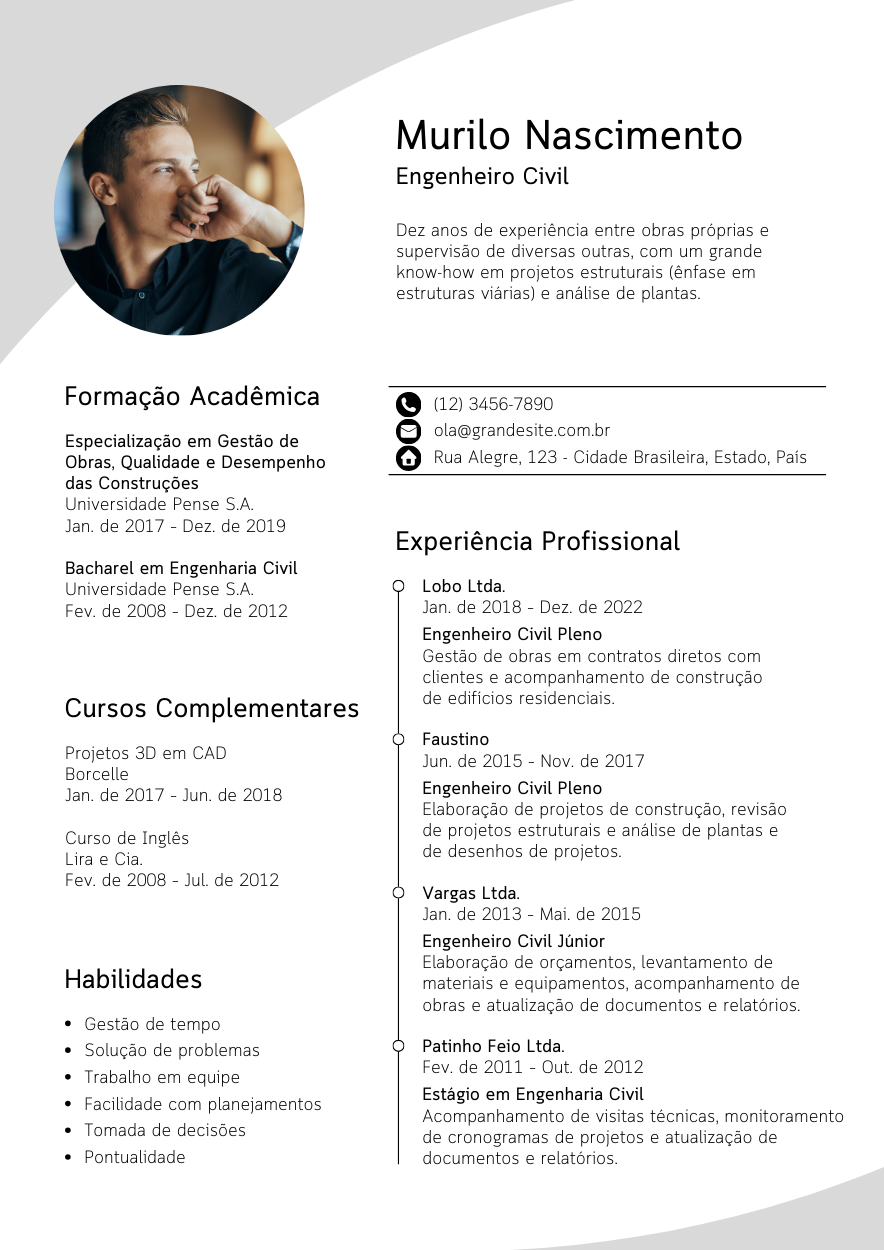 Murilo Nascimento
Engenheiro Civil
Dez anos de experiência entre obras próprias e
supervisão de diversas outras, com um grande
know-how em projetos estruturais (ênfase em
estruturas viárias) e análise de plantas.
(12) 3456-7890
ola@grandesite.com.br
Rua Alegre, 123 - Cidade Brasileira, Estado, País
Formação Acadêmica
Especialização em Gestão de
Obras, Qualidade e Desempenho
das Construções
Universidade Pense S.A.
Jan. de 2017 - Dez. de 2019
Bacharel em Engenharia Civil
Universidade Pense S.A.
Fev. de 2008 - Dez. de 2012
Cursos Complementares
Projetos 3D em CAD
Borcelle
Jan. de 2017 - Jun. de 2018
Curso de Inglês
Lira e Cia.
Fev. de 2008 - Jul. de 2012
Habilidades
• Gestão de tempo
• Solução de problemas
• Trabalho em equipe
• Facilidade com planejamentos
• Tomada de decisões
• Pontualidade
Experiência Profissional
Lobo Ltda.
Jan. de 2018 - Dez. de 2022
Engenheiro Civil Pleno
Gestão de obras em contratos diretos com
clientes e acompanhamento de construção
de edifícios residenciais.
Faustino
Jun. de 2015 - Nov. de 2017
Engenheiro Civil Pleno
Elaboração de projetos de construção, revisão
de projetos estruturais e análise de plantas e
de desenhos de projetos.
Vargas Ltda.
Jan. de 2013 - Mai. de 2015
Engenheiro Civil Júnior
Elaboração de orçamentos, levantamento de
materiais e equipamentos, acompanhamento de
obras e atualização de documentos e relatórios.
Patinho Feio Ltda.
Fev. de 2011 - Out. de 2012
Estágio em Engenharia Civil
Acompanhamento de visitas técnicas, monitoramento
de cronogramas de projetos e atualização de
documentos e relatórios.